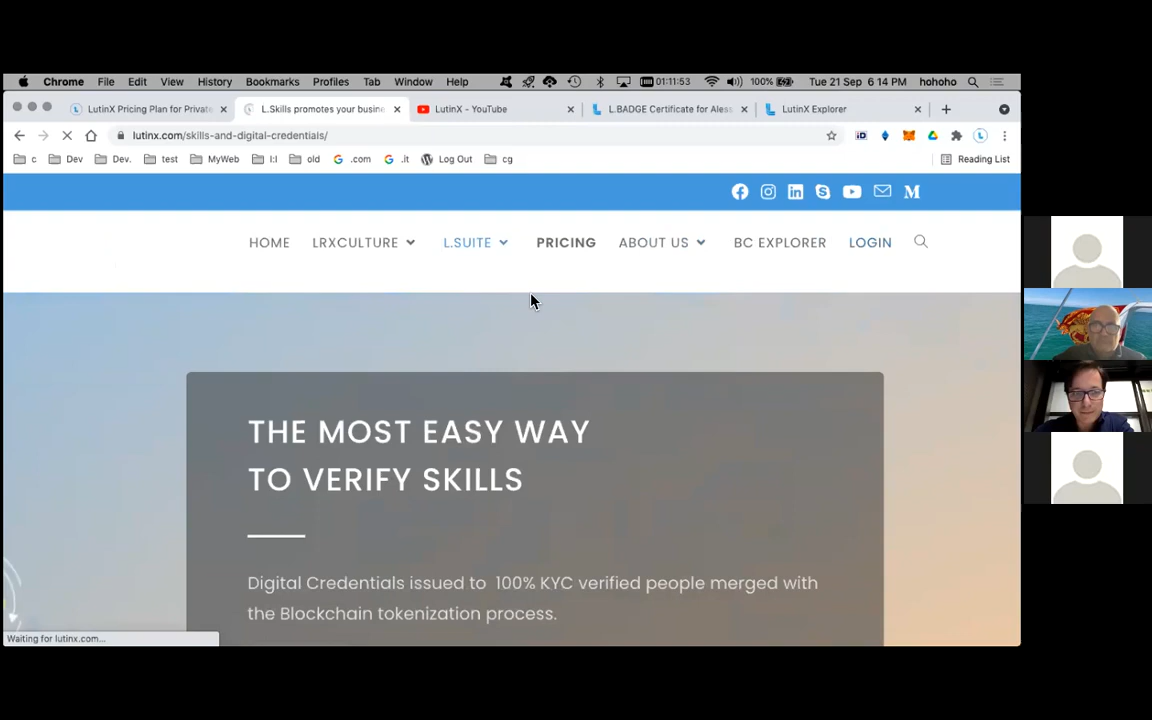 Chrome File Edit View History Bookmarks Profiles Tab Window Help 01:11:53 100% Tue 21 Sep 6:14 PM hohoho
LutinX Pricing Plan for Private L.Skills promotes your busine LutinX - YouTube L.BADGE Certificate for Aless LutinX Explorer
lutinx.com/skills-and-digital-credentials/
c Dev Dev. test MyWeb l:l old .com .it Log Out cg Reading List
HOME LRXCULTURE L.SUITE PRICING ABOUT US BC EXPLORER LOGIN
THE MOST EASY WAY
TO VERIFY SKILLS
Digital Credentials issued to 100% KYC verified people merged with
the Blockchain tokenization process.
Waiting for lutinx.com...